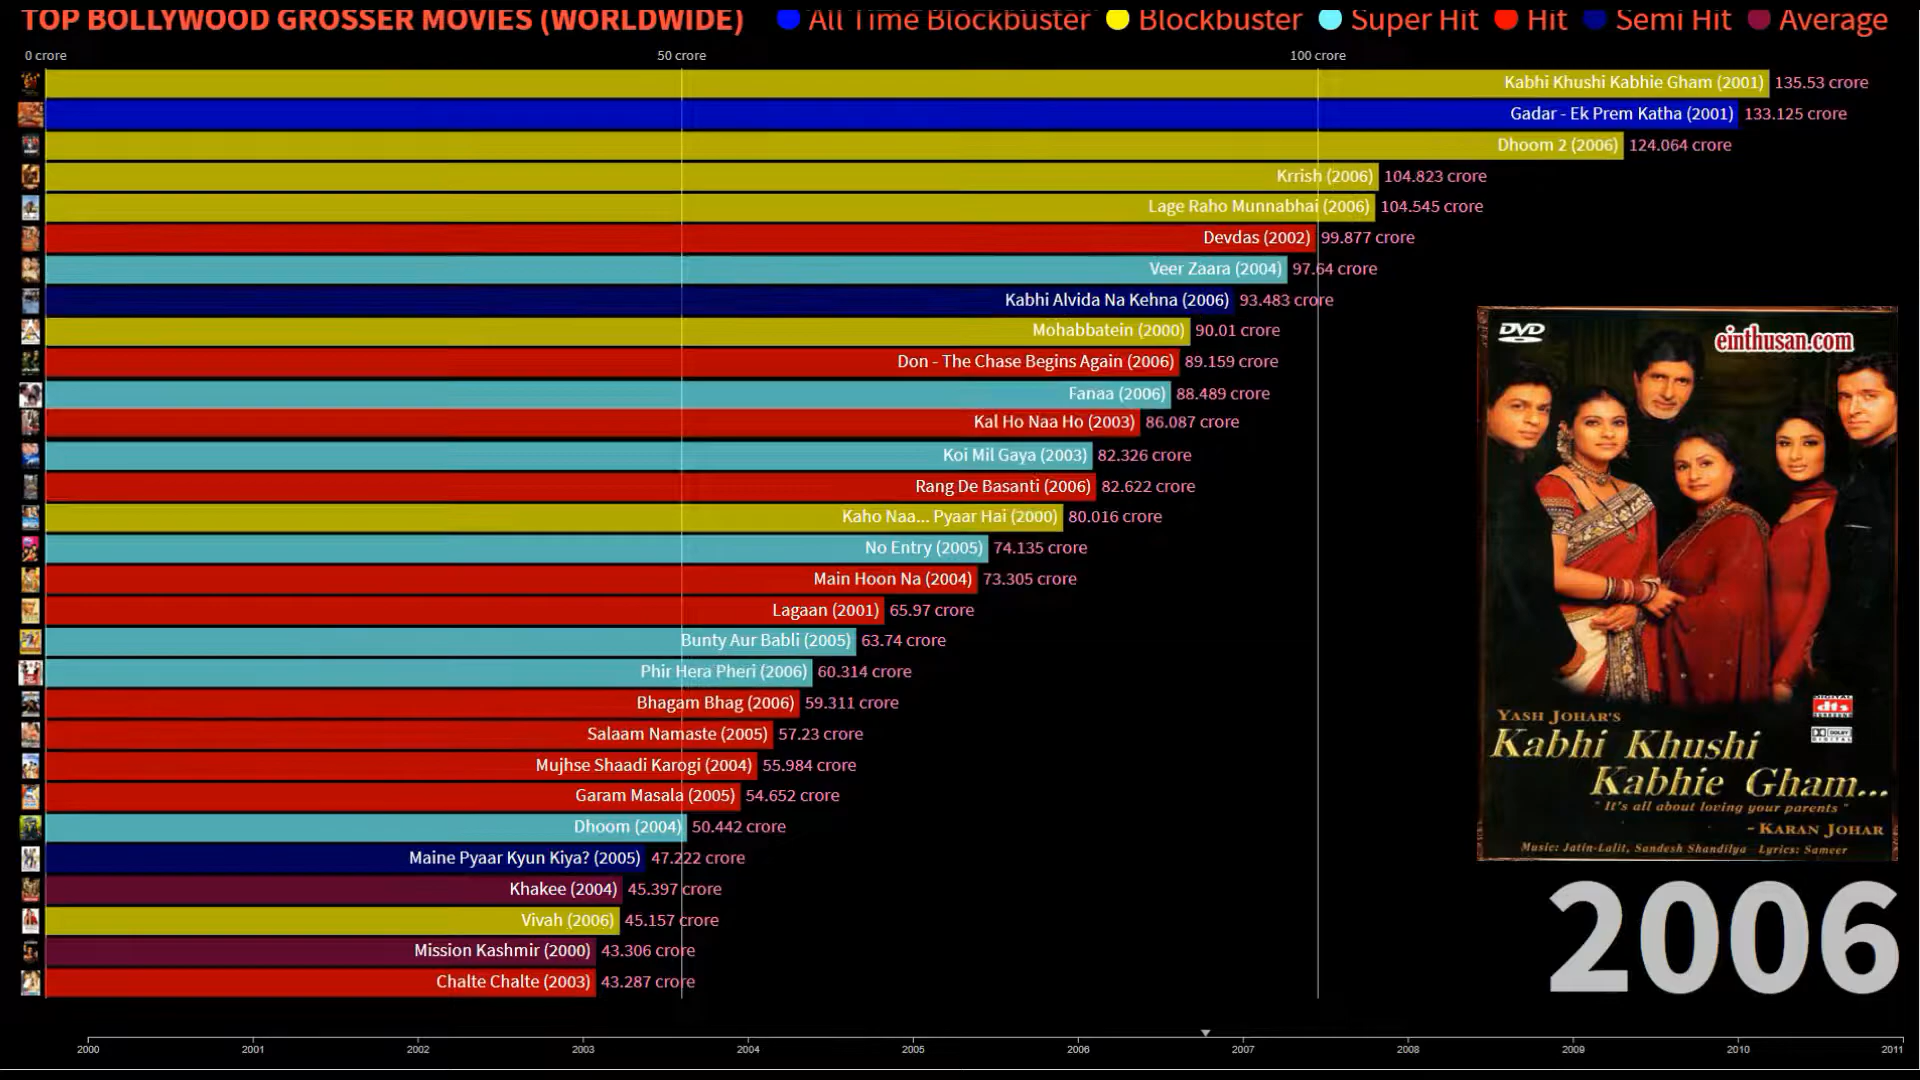 TOP BOLLYWOOD GROSSER MOVIES (WORLDWIDE) All Time Blockbuster Blockbuster Super Hit Hit Semi Hit Average
0 crore 50 crore 100 crore
Kabhi Khushi Kabhie Gham (2001) 135.53 crore
Gadar - Ek Prem Katha (2001) 133.125 crore
Dhoom 2 (2006) 124.064 crore
Krrish (2006) 104.823 crore
Lage Raho Munnabhai (2006) 104.545 crore
Devdas (2002) 99.877 crore
Veer Zaara (2004) 97.64 crore
Kabhi Alvida Na Kehna (2006) 93.483 crore
Mohabbatein (2000) 90.01 crore
Don - The Chase Begins Again (2006) 89.159 crore
Fanaa (2006) 88.489 crore
Kal Ho Naa Ho (2003) 86.087 crore
Koi Mil Gaya (2003) 82.326 crore
Rang De Basanti (2006) 82.622 crore
Kaho Naa... Pyaar Hai (2000) 80.016 crore
No Entry (2005) 74.135 crore
Main Hoon Na (2004) 73.305 crore
Lagaan (2001) 65.97 crore
Bunty Aur Babli (2005) 63.74 crore
Phir Hera Pheri (2006) 60.314 crore
Bhagam Bhag (2006) 59.311 crore
Salaam Namaste (2005) 57.23 crore
Mujhse Shaadi Karogi (2004) 55.984 crore
Garam Masala (2005) 54.652 crore
Dhoom (2004) 50.442 crore
Maine Pyaar Kyun Kiya? (2005) 47.222 crore
Khakee (2004) 45.397 crore
Vivah (2006) 45.157 crore
Mission Kashmir (2000) 43.306 crore
Chalte Chalte (2003) 43.287 crore
DVD
einthusan.com
DIGITAL
dts
SURROUND
YASH JOHAR'S
DOLBY
DIGITAL
Kabhi Khushi
Kabhie Gham...
"It's all about loving your parents"
- KARAN JOHAR
Music: Jatin-Lalit, Sandesh Shandilya Lyrics: Sameer
2006
2000 2001 2002 2003 2004 2005 2006 2007 2008 2009 2010 2011